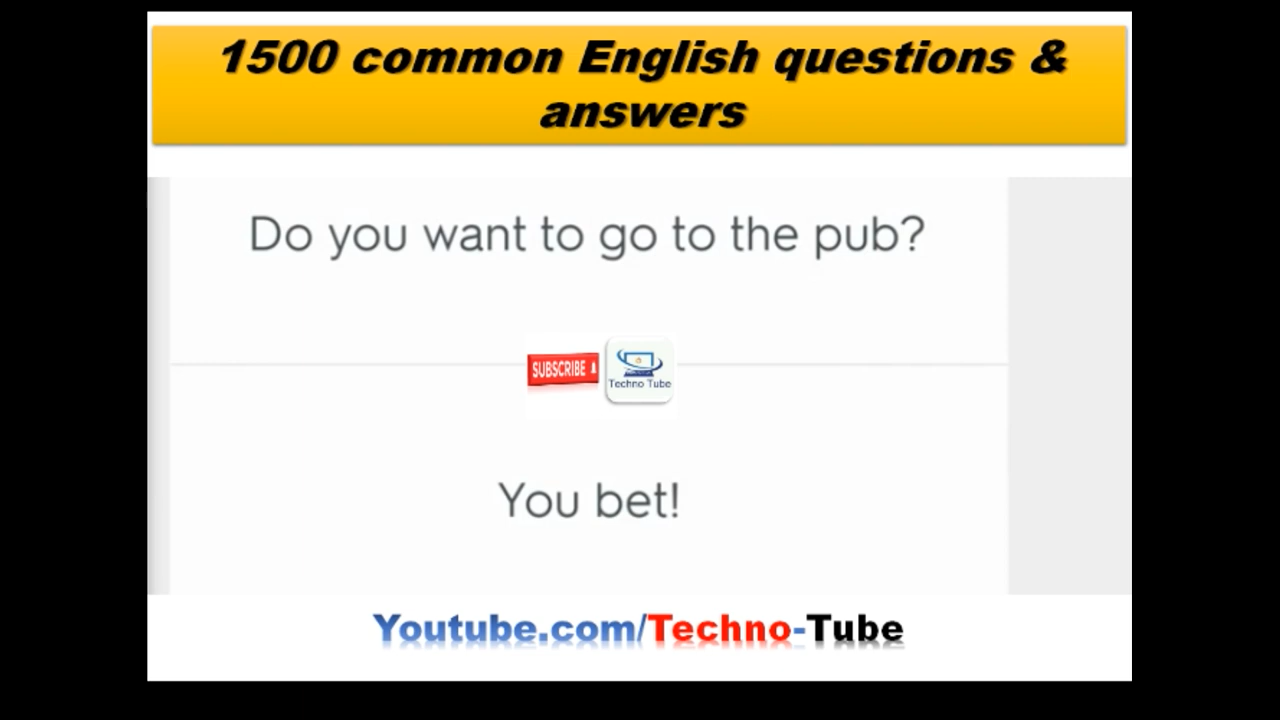 1500 common English questions &
answers
Do you want to go to the pub?
SUBSCRIBE
Techno Tube
You bet!
Youtube.com/Techno-Tube